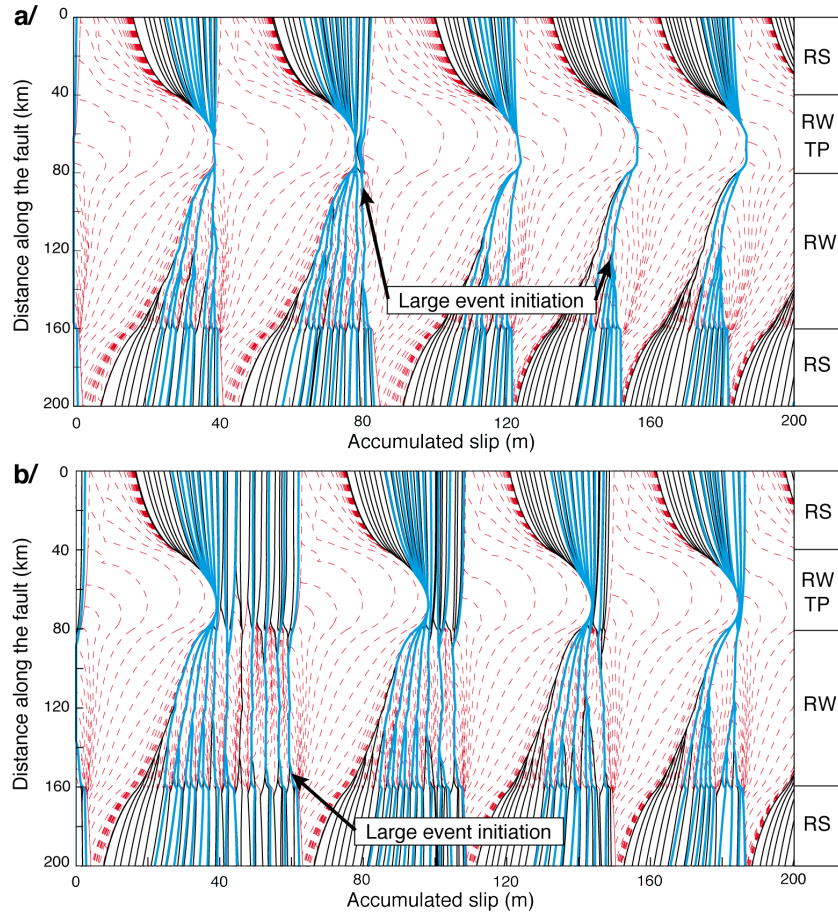 a/
Distance along the fault (km)
0
40
80
120
160
200
RS
RW
TP
RW
RS
Large event initiation
0
40
80
120
160
200
Accumulated slip (m)
b/
Distance along the fault (km)
0
40
80
120
160
200
RS
RW
TP
RW
RS
Large event initiation
0
40
80
120
160
200
Accumulated slip (m)